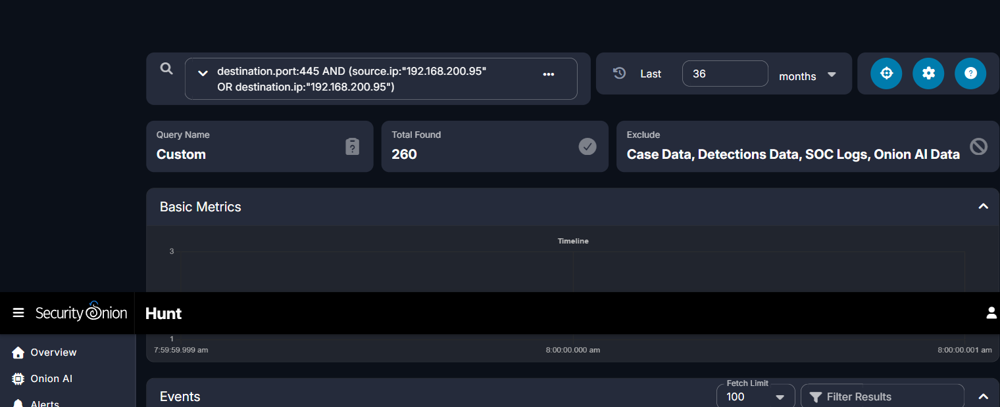 destination.port:445 AND (source.ip:"192.168.200.95"
OR destination.ip:"192.168.200.95")
Last
36
months
Query Name
Custom
Total Found
260
Exclude
Case Data, Detections Data, SOC Logs, Onion AI Data
Basic Metrics
Timeline
3
Security Onion
Hunt
1
7:59:59.999 am
8:00:00.000 am
8:00:00.001 am
Overview
Onion AI
Alerts
Events
Fetch Limit
100
Filter Results